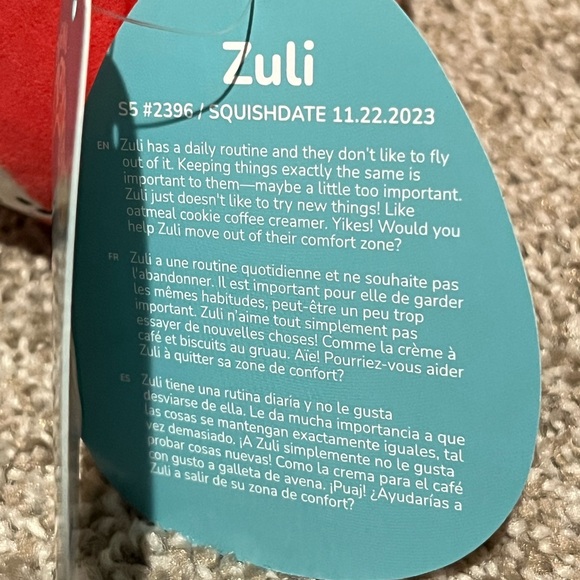 Zuli
S5 #2396 / SQUISHDATE 11.22.2023
EN Zuli has a daily routine and they don't like to fly
out of it. Keeping things exactly the same is
important to them—maybe a little too important.
Zuli just doesn't like to try new things! Like
oatmeal cookie coffee creamer. Yikes! Would you
help Zuli move out of their comfort zone?
FR Zuli a une routine quotidienne et ne souhaite pas
l'abandonner. Il est important pour elle de garder
les mêmes habitudes, peut-être un peu trop
important. Zuli n'aime tout simplement pas
essayer de nouvelles choses! Comme la crème à
café et biscuits au gruau. Aïe! Pourriez-vous aider
Zuli à quitter sa zone de confort?
ES Zuli tiene una rutina diaria y no le gusta
desviarse de ella. Le da mucha importancia a que
las cosas se mantengan exactamente iguales, tal
vez demasiado. ¡A Zuli simplemente no le gusta
probar cosas nuevas! Como la crema para el café
con gusto a galleta de avena. ¡Puaj! ¿Ayudarías a
Zuli a salir de su zona de confort?